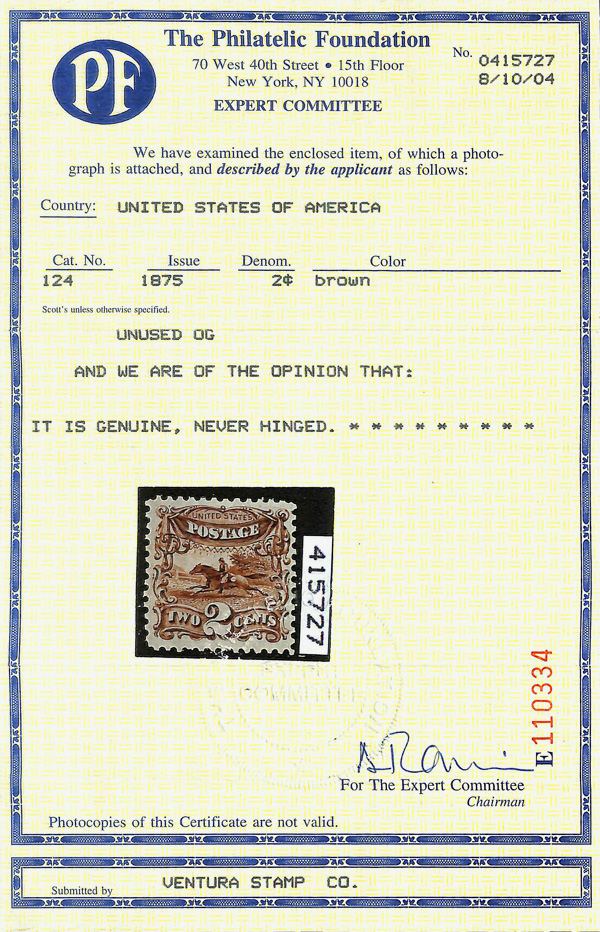 PF
The Philatelic Foundation
70 West 40th Street • 15th Floor
New York, NY 10018
EXPERT COMMITTEE
No. 0415727
8/10/04
We have examined the enclosed item, of which a photo-
graph is attached, and described by the applicant as follows:
Country: UNITED STATES OF AMERICA
Cat. No. Issue Denom. Color
124 1875 2¢ brown
Scott's unless otherwise specified.
UNUSED OG
AND WE ARE OF THE OPINION THAT:
IT IS GENUINE, NEVER HINGED. * * * * * * * * *
UNITED STATES
POSTAGE
TWO 2 CENTS
415727
COMMITTEE
E 110334
For The Expert Committee
Chairman
Photocopies of this Certificate are not valid.
Submitted by VENTURA STAMP CO.